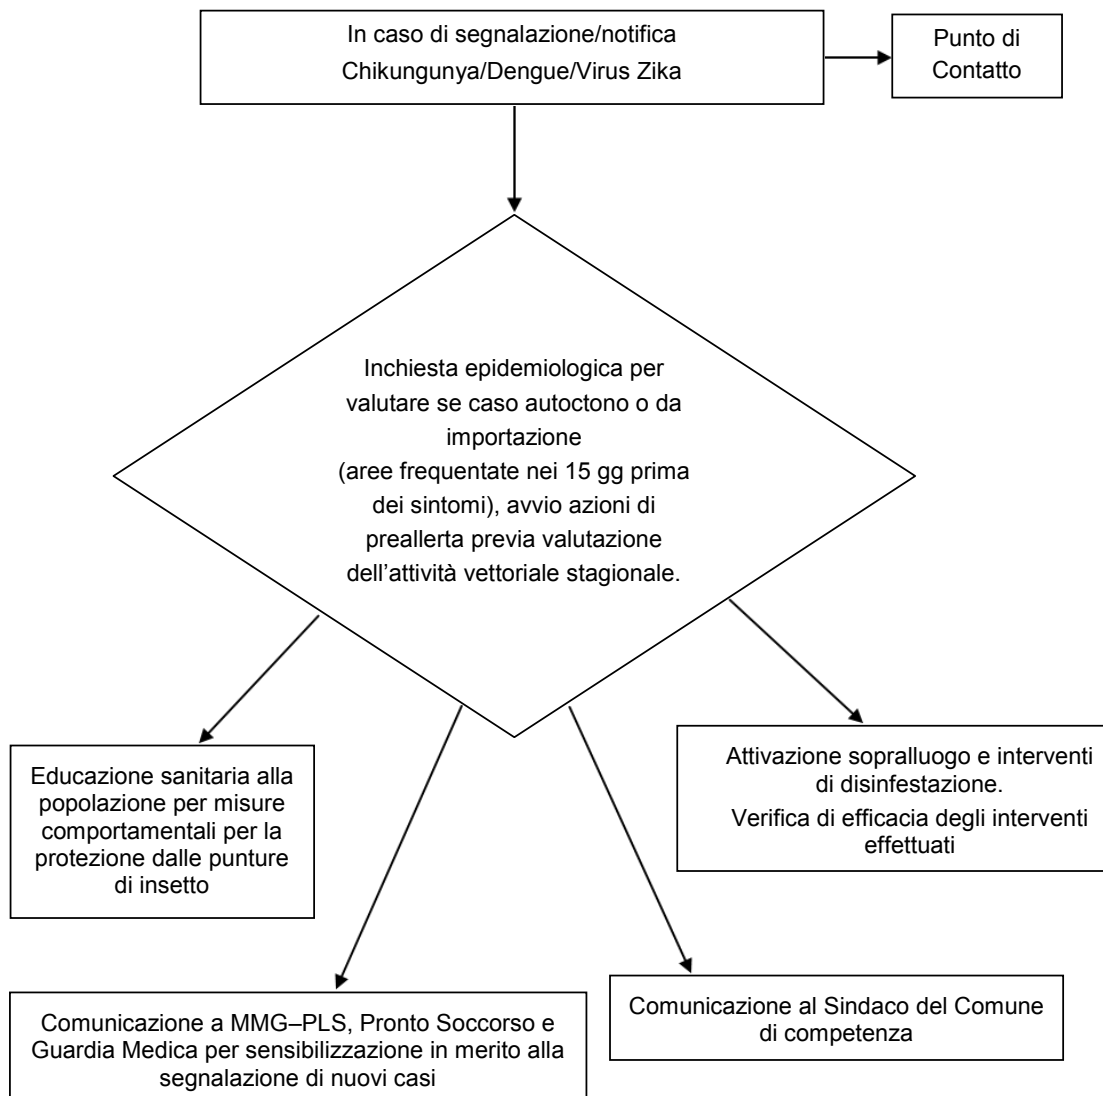 In caso di segnalazione/notifica
Chikungunya/Dengue/Virus Zika
Punto di
Contatto
Inchiesta epidemiologica per
valutare se caso autoctono o da
importazione
(aree frequentate nei 15 gg prima
dei sintomi), avvio azioni di
preallerta previa valutazione
dell’attività vettoriale stagionale.
Educazione sanitaria alla
popolazione per misure
comportamentali per la
protezione dalle punture
di insetto
Attivazione sopralluogo e interventi
di disinfestazione.
Verifica di efficacia degli interventi
effettuati
Comunicazione a MMG–PLS, Pronto Soccorso e
Guardia Medica per sensibilizzazione in merito alla
segnalazione di nuovi casi
Comunicazione al Sindaco del Comune
di competenza